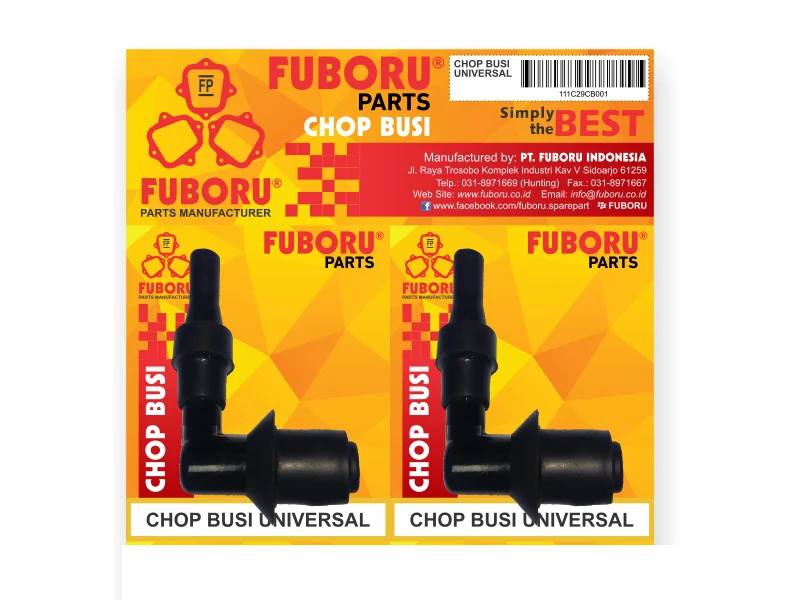 FP
FUBORU®
PARTS MANUFACTURER
FUBORU®
PARTS
CHOP BUSI
CHOP BUSI
UNIVERSAL
111C29CB001
Simply
the BEST
Manufactured by: PT. FUBORU INDONESIA
Jl. Raya Trosobo Komplek Industri Kav V Sidoarjo 61259
Telp.: 031-8971669 (Hunting) Fax.: 031-8971667
Web Site: www.fuboru.co.id Email: info@fuboru.co.id
f www.facebook.com/fuboru.sparepart FUBORU
FP
FUBORU
PARTS MANUFACTURER
FUBORU®
PARTS
CHOP BUSI
CHOP BUSI UNIVERSAL
FP
FUBORU
PARTS MANUFACTURER
FUBORU®
PARTS
CHOP BUSI
CHOP BUSI UNIVERSAL